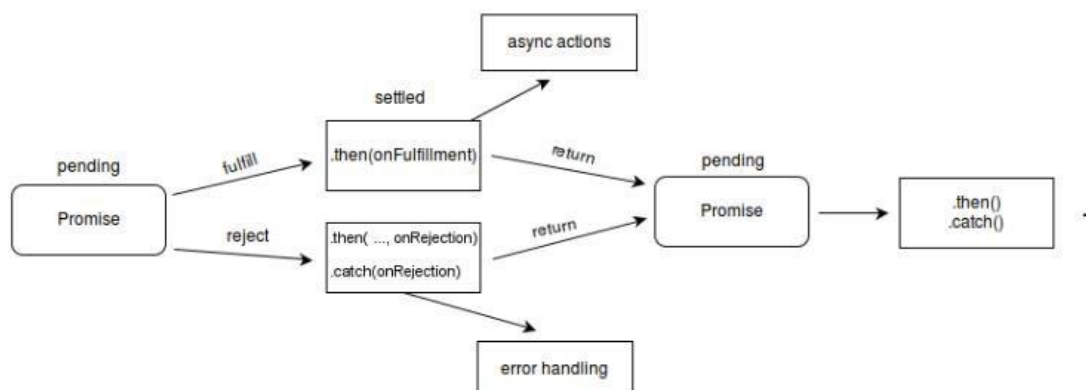 async actions
settled
.then(onFulfillment)
pending
fulfill
return
pending
Promise
Promise
.then()
.catch()
reject
.then( ..., onRejection)
.catch(onRejection)
return
error handling